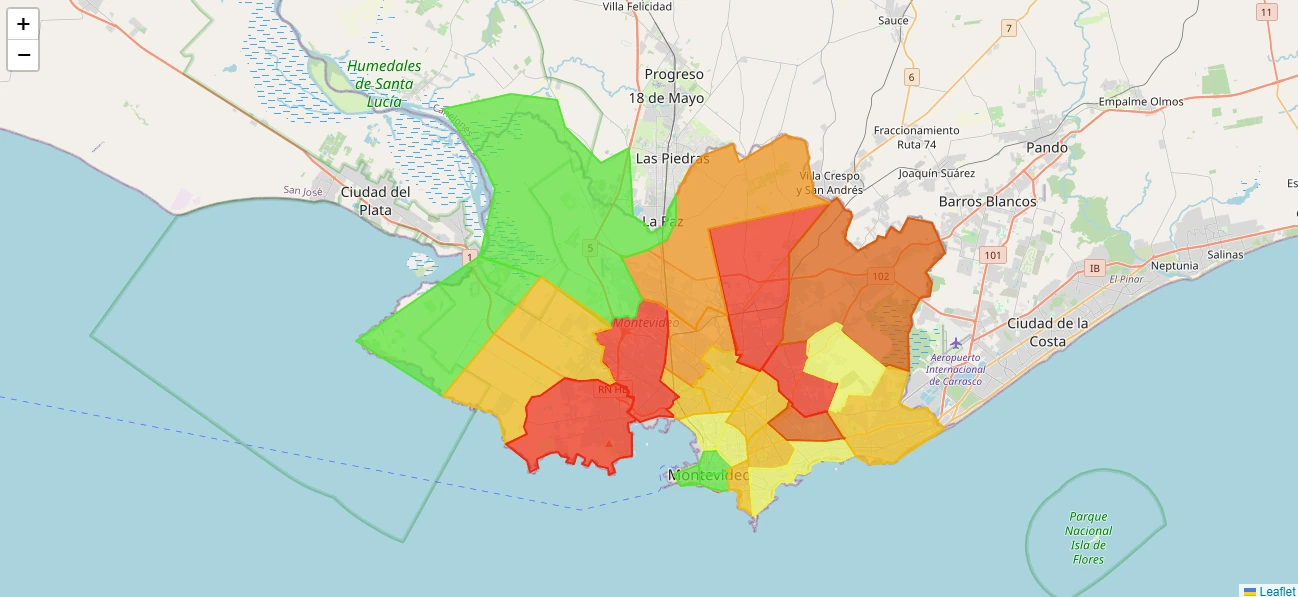 +
−
Villa Felicidad
Sauce
11
7
Humedales
de Santa
Lucía
Progreso
18 de Mayo
6
Empalme Olmos
Fraccionamiento
Ruta 74
Pando
Las Piedras
Villa Crespo
y San Andrés
Joaquín Suárez
San José
Ciudad del
Plata
Barros Blancos
La Paz
5
1
101
102
IB
Salinas
Neptunia
El Pinar
Montevideo
Ciudad de la
Costa
Aeropuerto
Internacional
de Carrasco
Montevideo
Parque
Nacional
Isla de
Flores
Leaflet